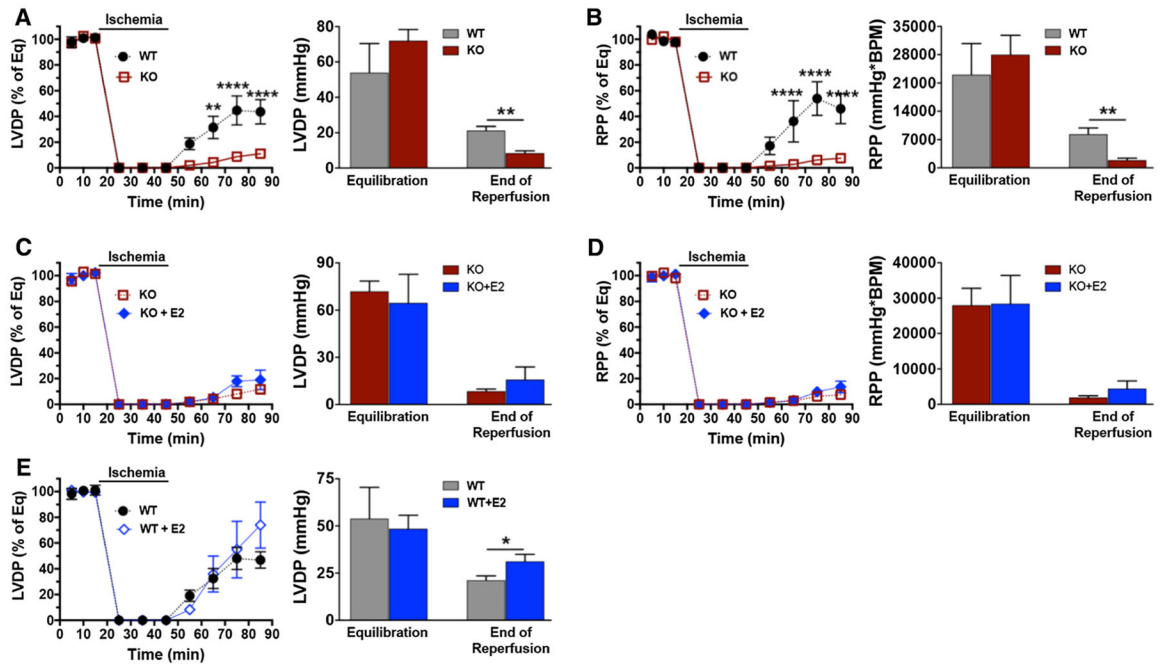 A
Ischemia
LVDP (% of Eq)
100
80
60
40
20
0
WT
KO
**
****
****
0 10 20 30 40 50 60 70 80 90
Time (min)
LVDP (mmHg)
80
60
40
20
0
WT
KO
**
Equilibration
End of
Reperfusion
B
Ischemia
RPP (% of Eq)
100
80
60
40
20
0
WT
KO
****
****
****
0 10 20 30 40 50 60 70 80 90
Time (min)
RPP (mmHg*BPM)
35000
28000
21000
14000
7000
0
WT
KO
**
Equilibration
End of
Reperfusion
C
Ischemia
LVDP (% of Eq)
100
80
60
40
20
0
KO
KO + E2
0 10 20 30 40 50 60 70 80 90
Time (min)
LVDP (mmHg)
90
60
30
0
KO
KO+E2
Equilibration
End of
Reperfusion
D
Ischemia
RPP (% of Eq)
100
80
60
40
20
0
KO
KO + E2
0 10 20 30 40 50 60 70 80 90
Time (min)
RPP (mmHg*BPM)
40000
30000
20000
10000
0
KO
KO+E2
Equilibration
End of
Reperfusion
E
Ischemia
LVDP (% of Eq)
100
80
60
40
20
0
WT
WT + E2
0 10 20 30 40 50 60 70 80 90
Time (min)
LVDP (mmHg)
75
50
25
0
WT
WT+E2
*
Equilibration
End of
Reperfusion